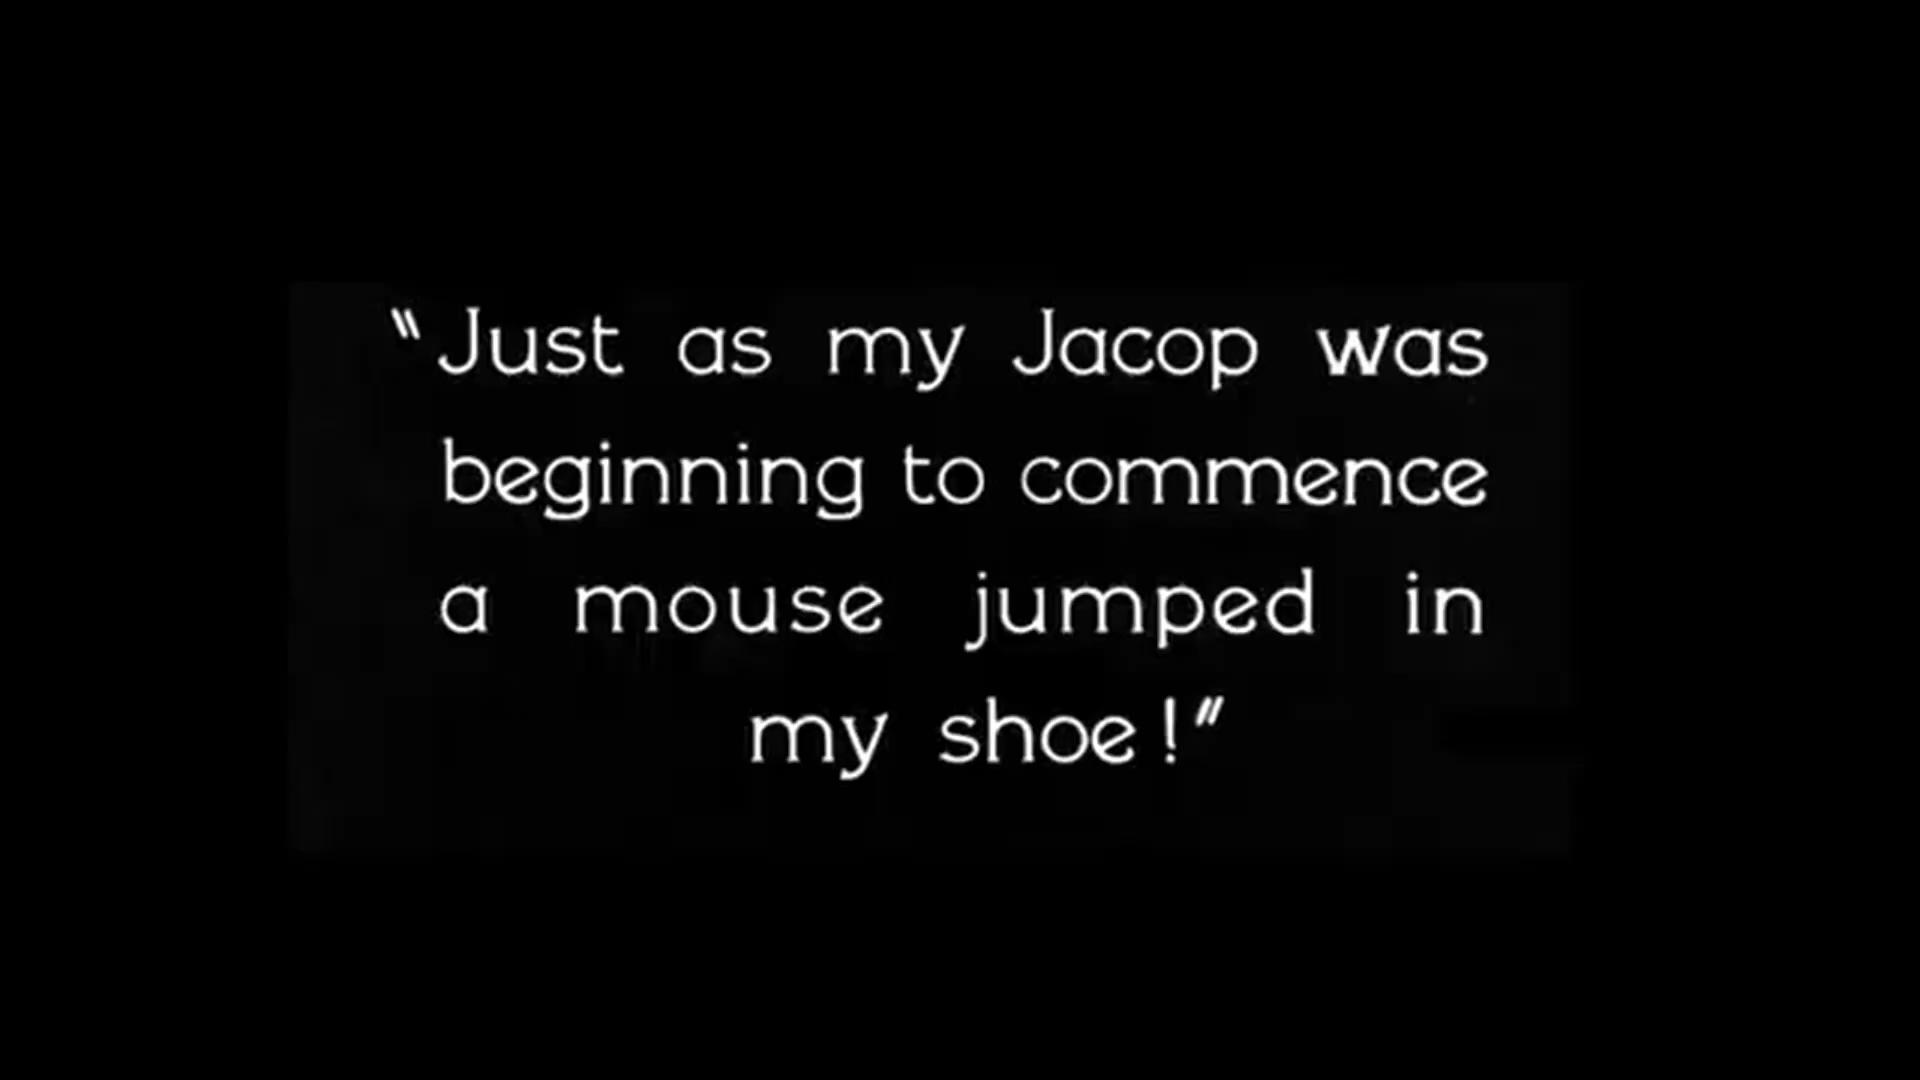 "Just as my Jacop was
beginning to commence
a mouse jumped in
my shoe!"